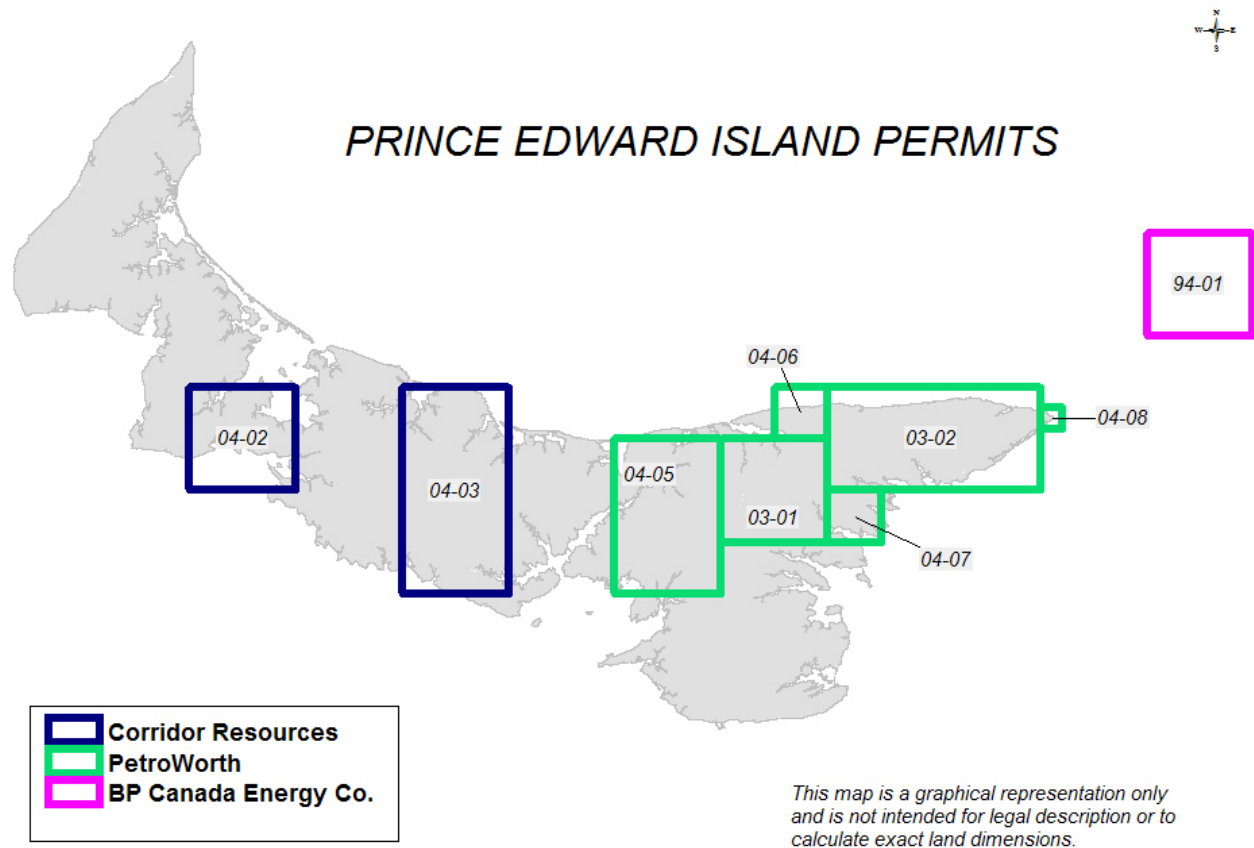 N
W E
S
PRINCE EDWARD ISLAND PERMITS
94-01
04-06
04-08
04-02
03-02
04-05
04-03
03-01
04-07
Corridor Resources
PetroWorth
BP Canada Energy Co.
This map is a graphical representation only
and is not intended for legal description or to
calculate exact land dimensions.